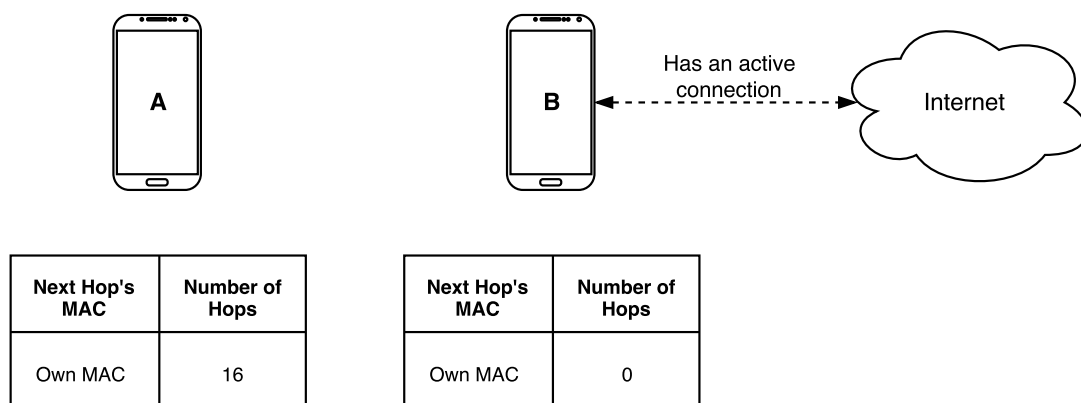 A
B
Has an active
connection
Internet
Next Hop's
MAC
Number of
Hops
Own MAC
16
Next Hop's
MAC
Number of
Hops
Own MAC
0